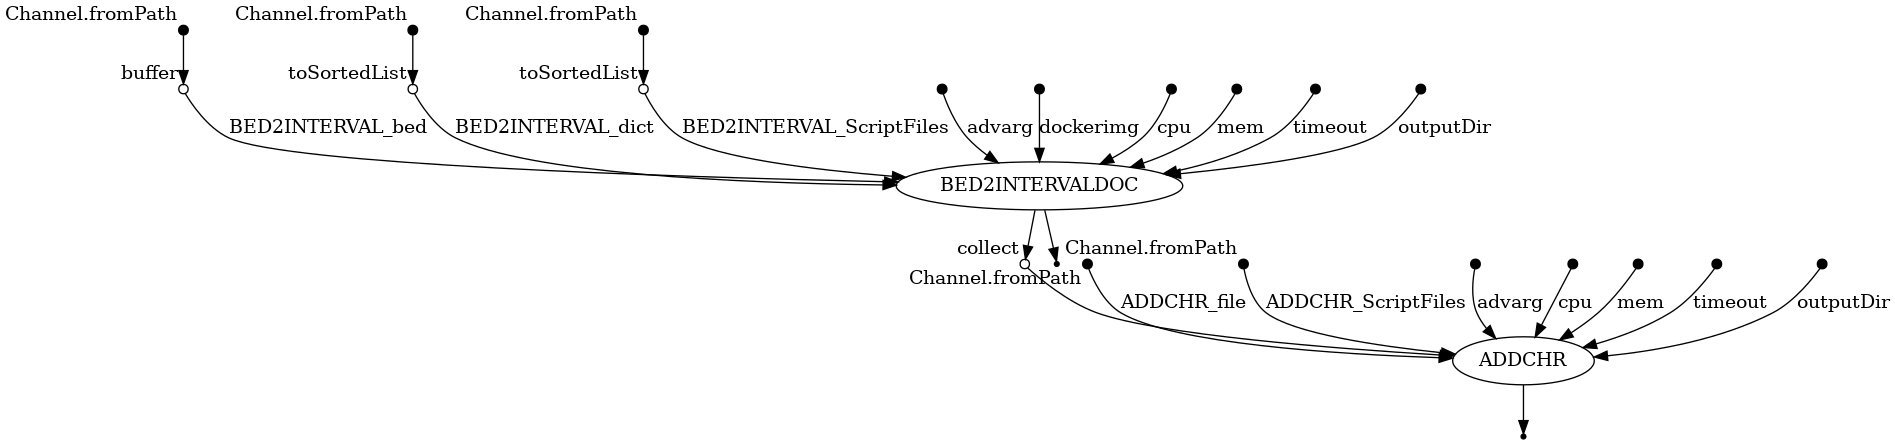 Channel.fromPath
Channel.fromPath
Channel.fromPath
buffer
toSortedList
toSortedList
BED2INTERVAL_bed
BED2INTERVAL_dict
BED2INTERVAL_ScriptFiles
advarg
dockerimg
cpu
mem
timeout
outputDir
BED2INTERVALDOC
collect
Channel.fromPath
Channel.fromPath
ADDCHR_file
ADDCHR_ScriptFiles
advarg
cpu
mem
timeout
outputDir
ADDCHR